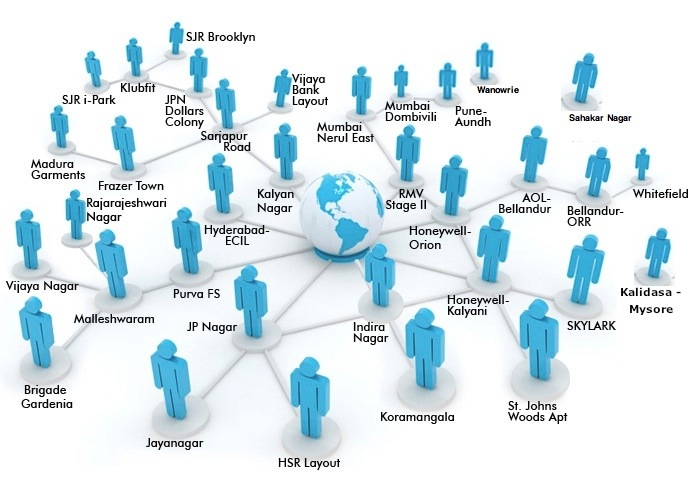 SJR Brooklyn
Klubfit
SJR i-Park
JPN
Dollars
Colony
Vijaya
Bank
Layout
Sarjapur
Road
Mumbai
Nerul East
Mumbai
Dombivili
Pune-
Aundh
Wanowrie
Sahakar Nagar
Madura
Garments
Frazer Town
Rajarajeshwari
Nagar
Kalyan
Nagar
RMV
Stage II
AOL-
Bellandur
Bellandur-
ORR
Whitefield
Hyderabad-
ECIL
Honeywell-
Orion
Vijaya Nagar
Purva FS
Malleshwaram
JP Nagar
Indira
Nagar
Honeywell-
Kalyani
SKYLARK
Kalidasa -
Mysore
Brigade
Gardenia
Jayanagar
HSR Layout
Koramangala
St. Johns
Woods Apt